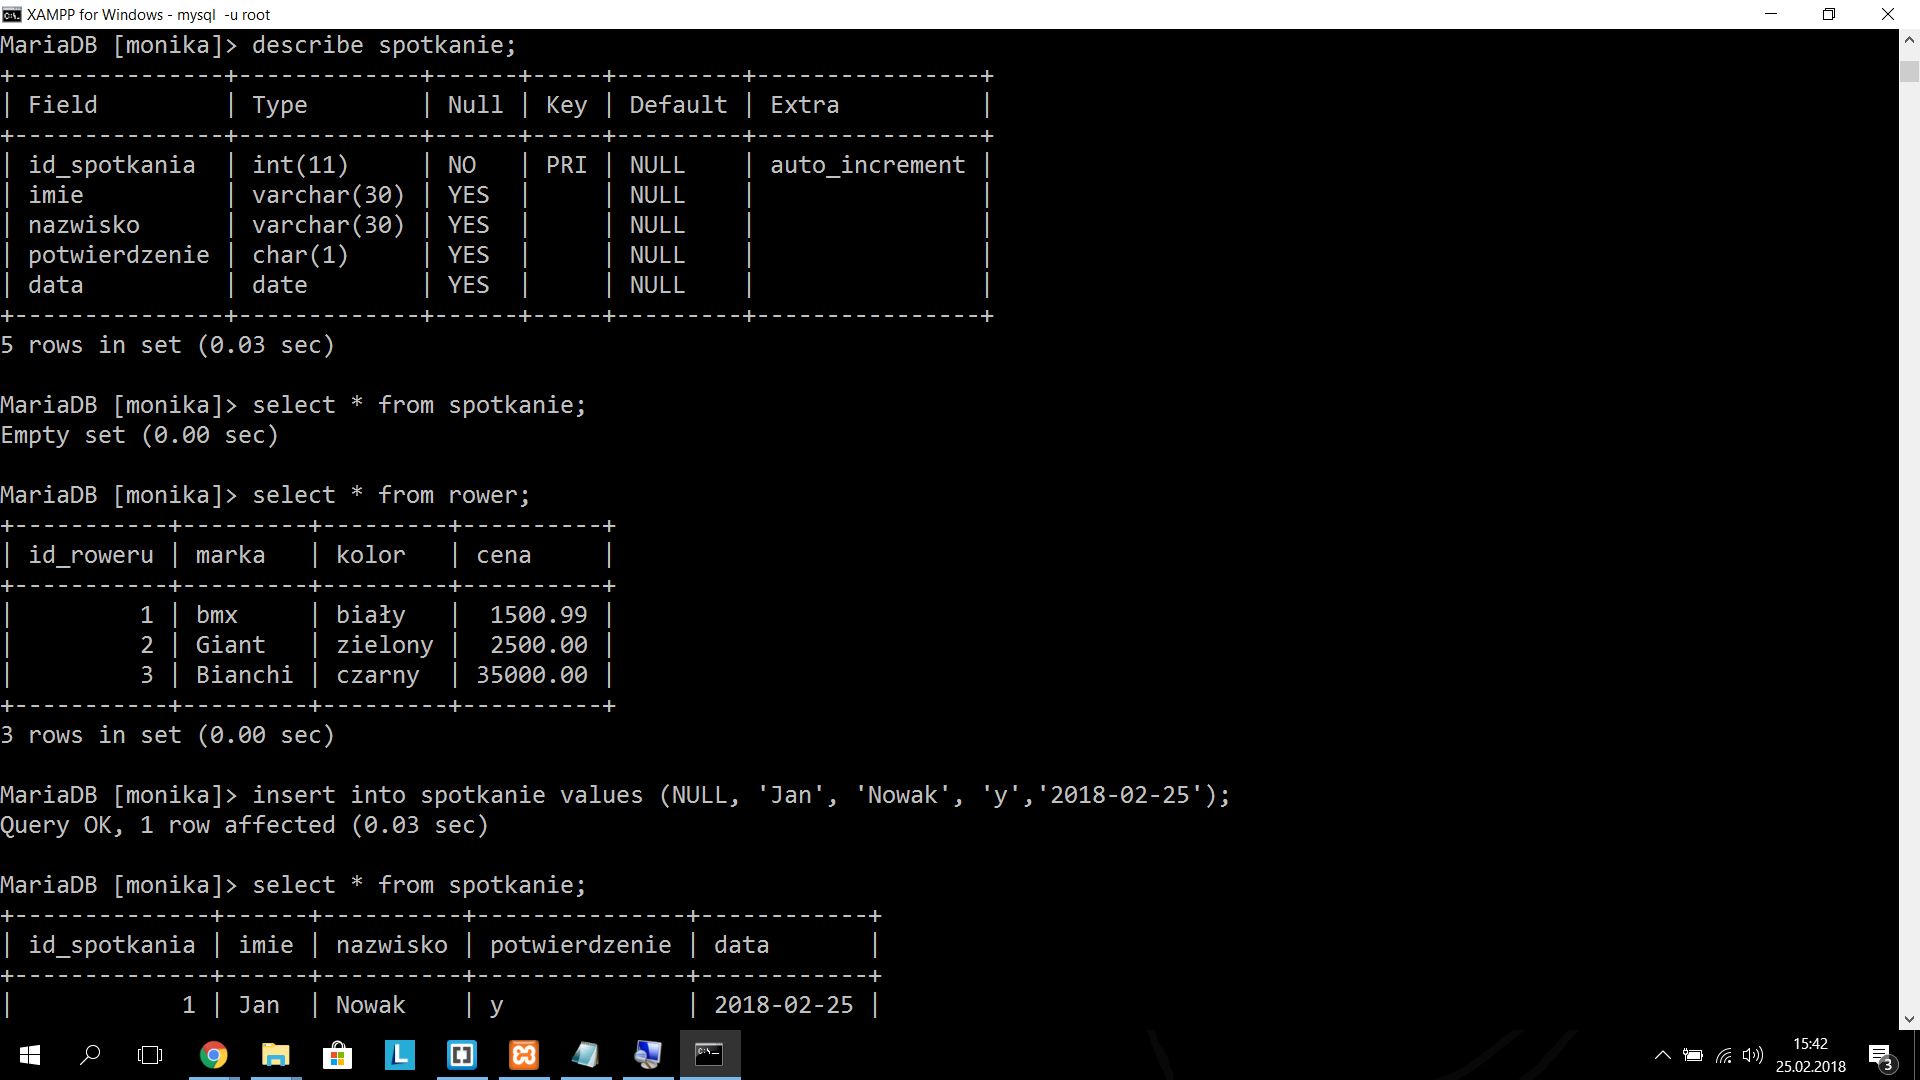 XAMPP for Windows - mysql  -u root
MariaDB [monika]> describe spotkanie;
+---------------+-------------+------+-----+---------+----------------+
| Field         | Type        | Null | Key | Default | Extra          |
+---------------+-------------+------+-----+---------+----------------+
| id_spotkania  | int(11)     | NO   | PRI | NULL    | auto_increment |
| imie          | varchar(30) | YES  |     | NULL    |                |
| nazwisko      | varchar(30) | YES  |     | NULL    |                |
| potwierdzenie | char(1)     | YES  |     | NULL    |                |
| data          | date        | YES  |     | NULL    |                |
+---------------+-------------+------+-----+---------+----------------+
5 rows in set (0.03 sec)
MariaDB [monika]> select * from spotkanie;
Empty set (0.00 sec)
MariaDB [monika]> select * from rower;
+-----------+---------+---------+----------+
| id_roweru | marka   | kolor   | cena     |
+-----------+---------+---------+----------+
|         1 | bmx     | biały   |  1500.99 |
|         2 | Giant   | zielony |  2500.00 |
|         3 | Bianchi | czarny  | 35000.00 |
+-----------+---------+---------+----------+
3 rows in set (0.00 sec)
MariaDB [monika]> insert into spotkanie values (NULL, 'Jan', 'Nowak', 'y','2018-02-25');
Query OK, 1 row affected (0.03 sec)
MariaDB [monika]> select * from spotkanie;
+--------------+------+----------+---------------+------------+
| id_spotkania | imie | nazwisko | potwierdzenie | data       |
+--------------+------+----------+---------------+------------+
|            1 | Jan  | Nowak    | y             | 2018-02-25 |
15:42
25.02.2018
3